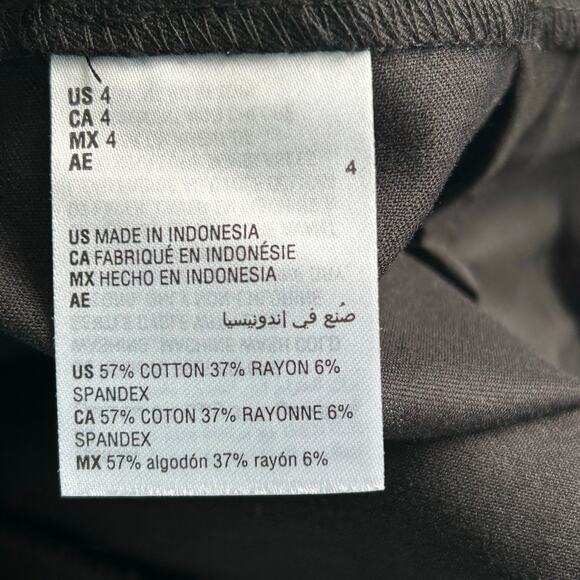 US 4
CA 4
MX 4
AE
4
US MADE IN INDONESIA
CA FABRIQUÉ EN INDONÉSIE
MX HECHO EN INDONESIA
AE
صُنع في إندونيسيا
US 57% COTTON 37% RAYON 6%
SPANDEX
CA 57% COTON 37% RAYONNE 6%
SPANDEX
MX 57% algodón 37% rayón 6%